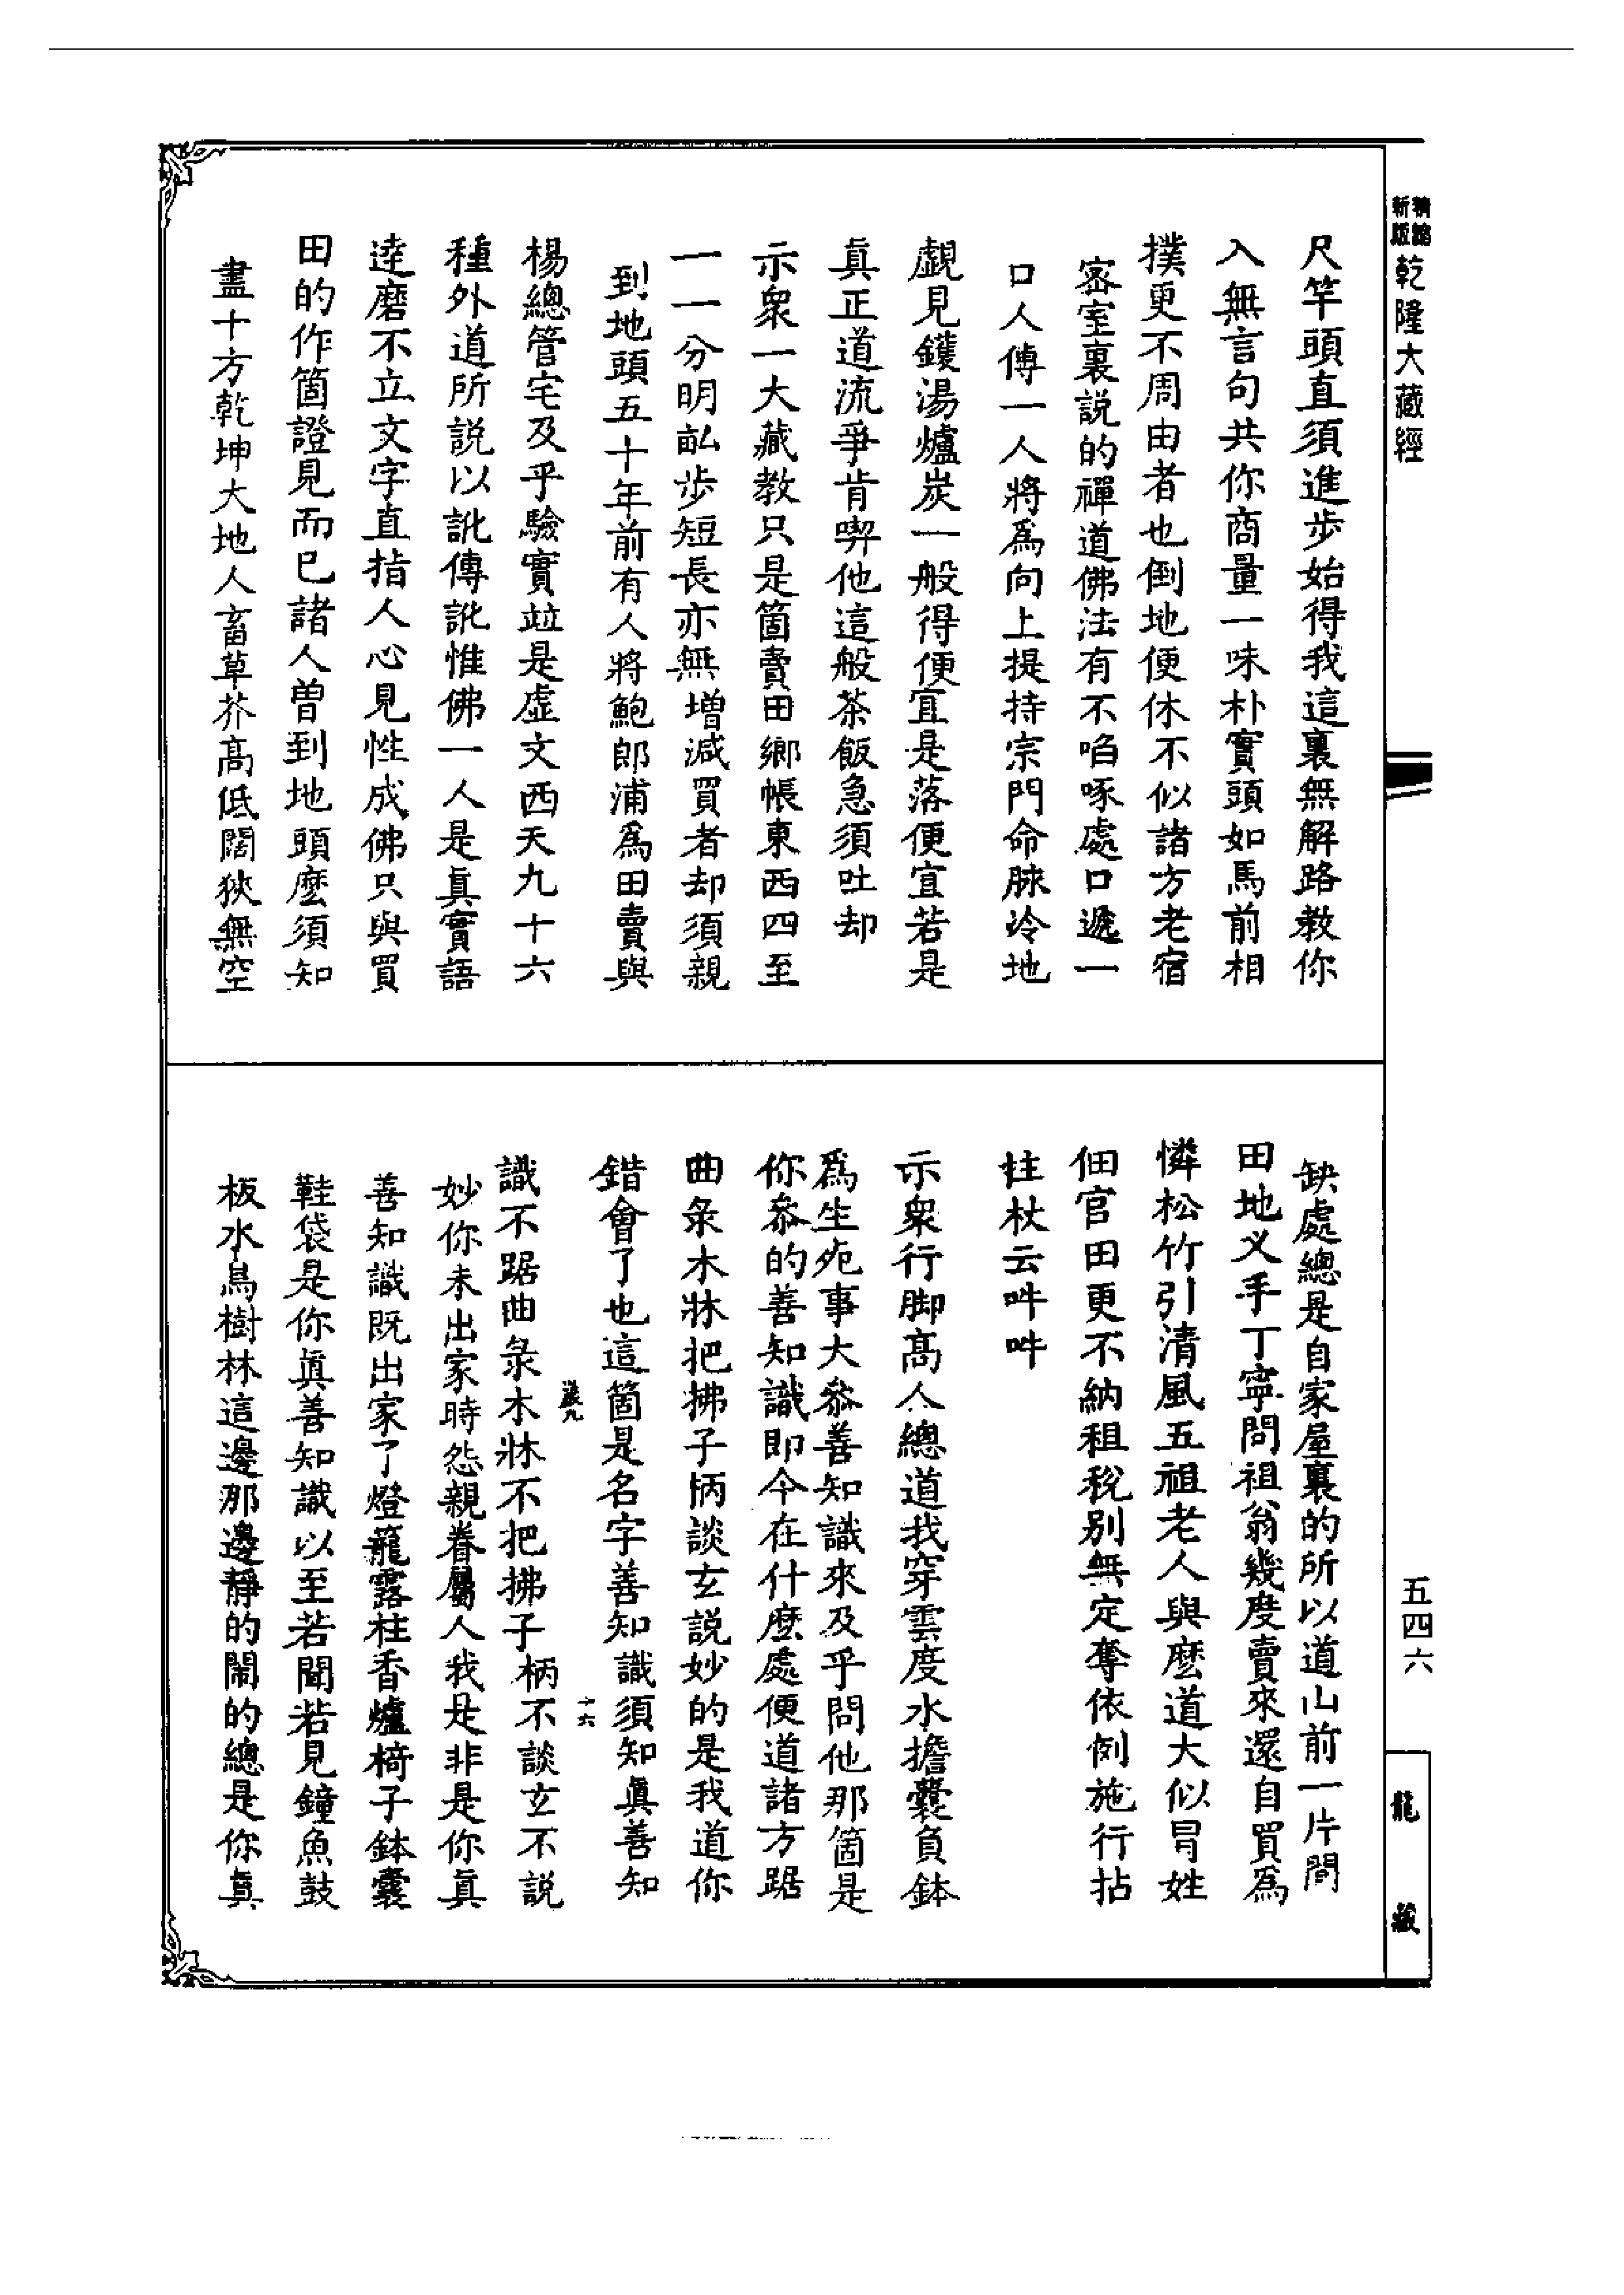 精縮新版乾隆大藏經
尺竿頭直須進步始得我這裏無解路教你
入無言句共你商量一味朴實頭如馬前相
撲更不周由者也倒地便休不似諸方老宿
密室裏說的禪道佛法有不啗啄處口遞一
口人傳一人將爲向上提持宗門命脉冷地
覷見鑊湯爐炭一般得便宜是落便宜若是
真正道流爭肯喫他這般茶飯急須吐却
示衆一大藏教只是箇賣田鄉帳東西四至
一一分明畝步短長亦無增減買者却須親
到地頭五十年前有人將鮑郎浦爲田賣與
楊總管宅及乎驗實竝是虛文西天九十六
種外道所說以訛傳訛惟佛一人是真實語
達磨不立文字直指人心見性成佛只與買
田的作箇證見而已諸人曾到地頭麽須知
盡十方乾坤大地人畜草芥高低闊狹無空
缺處總是自家屋裏的所以道山前一片閒
田地义手丁寧問祖翁幾度賣來還自買爲
憐松竹引清風五祖老人與麽道大似冐姓
佃官田更不納租稅别無定奪依例施行拈
拄杖云吽吽
示衆行脚高人總道我穿雲度水擔囊負鉢
爲生死事大叅善知識來及乎問他那箇是
你叅的善知識即今在什麽處便道諸方踞
曲彔木牀把拂子柄談玄說妙的是我道你
錯會了也這箇是名字善知識須知眞善知
識不踞曲彔木牀不把拂子柄不談玄不說
妙你未出家時怨親眷屬人我是非是你真
善知識既出家了燈籠露柱香爐椅子鉢囊
鞋袋是你眞善知識以至若聞若見鐘魚鼓
板水鳥樹林這邊那邊靜的鬧的總是你眞
十六
五四六
龍藏